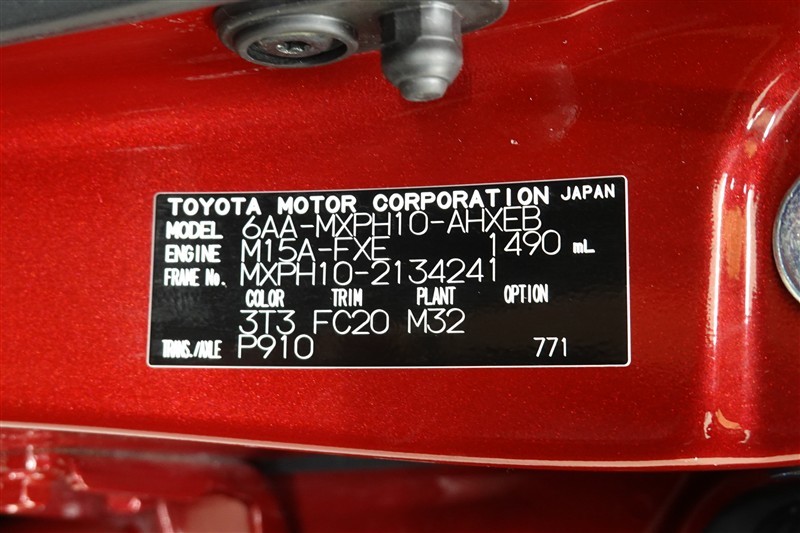 TOYOTA MOTOR CORPORATION JAPAN
MODEL 6AA-MXPH10-AHXEB
ENGINE M15A-FXE 1490 mL
FRAME No. MXPH10-2134241
COLOR TRIM PLANT OPTION
3T3 FC20 M32
TRANS./AXLE P910 771